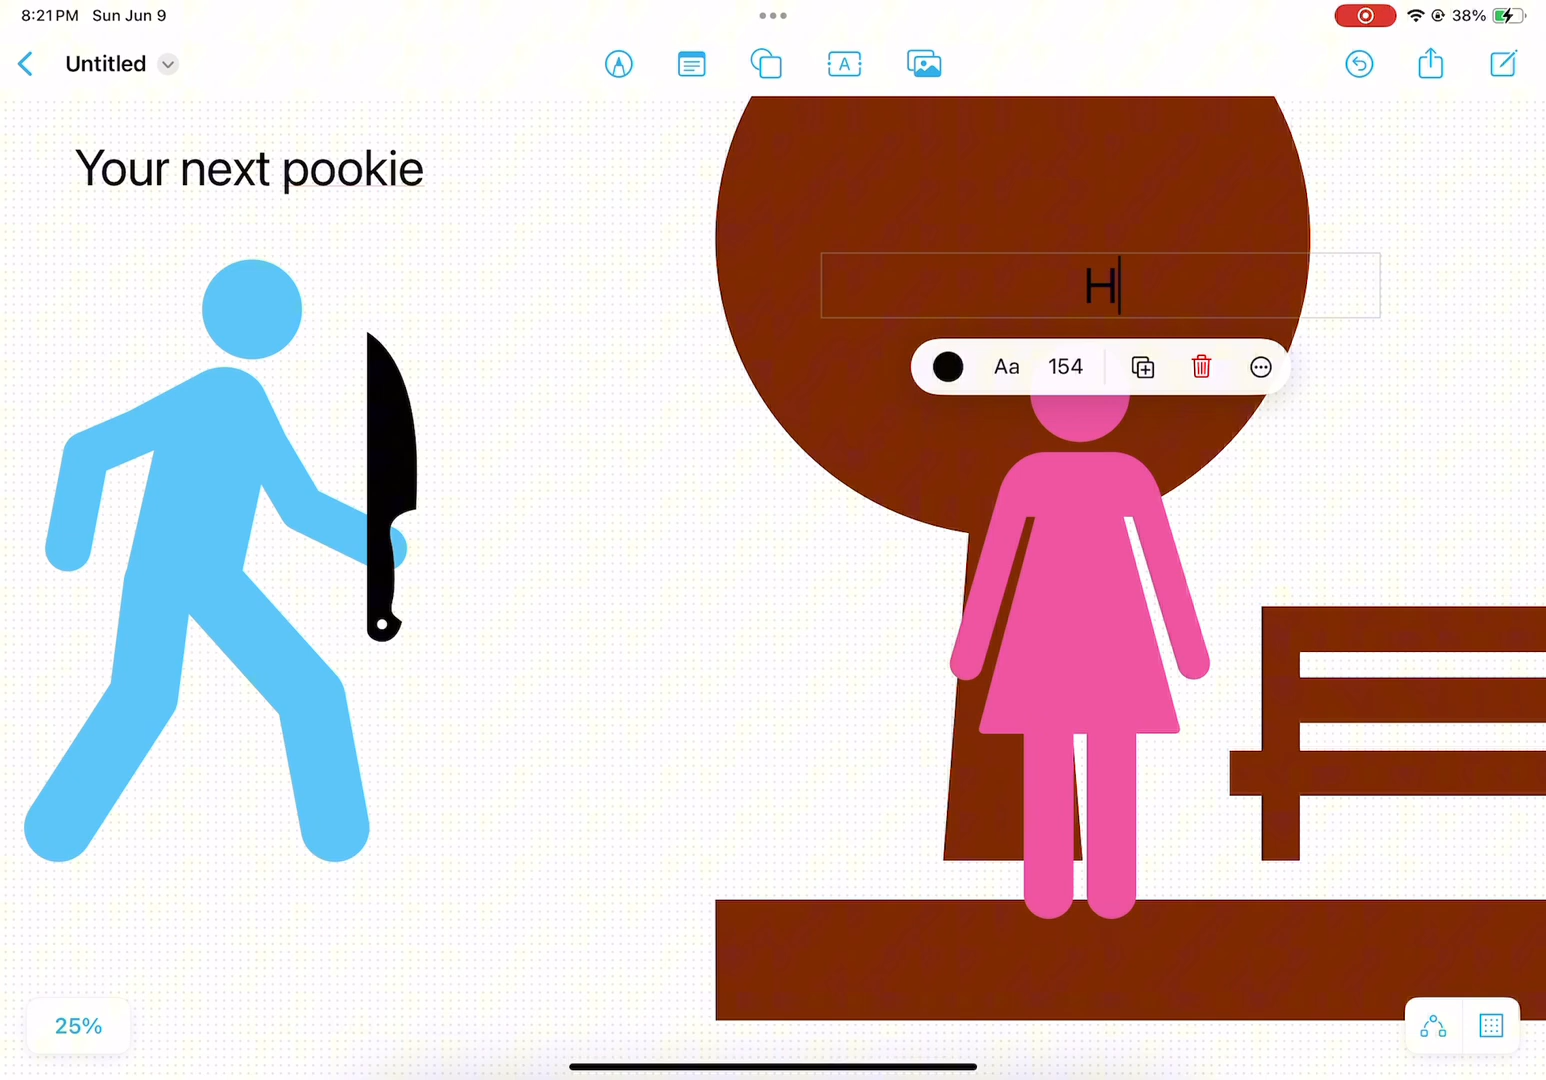 8:21 PM Sun Jun 9
38%
Untitled
A
Your next pookie
H
Aa 154
25%